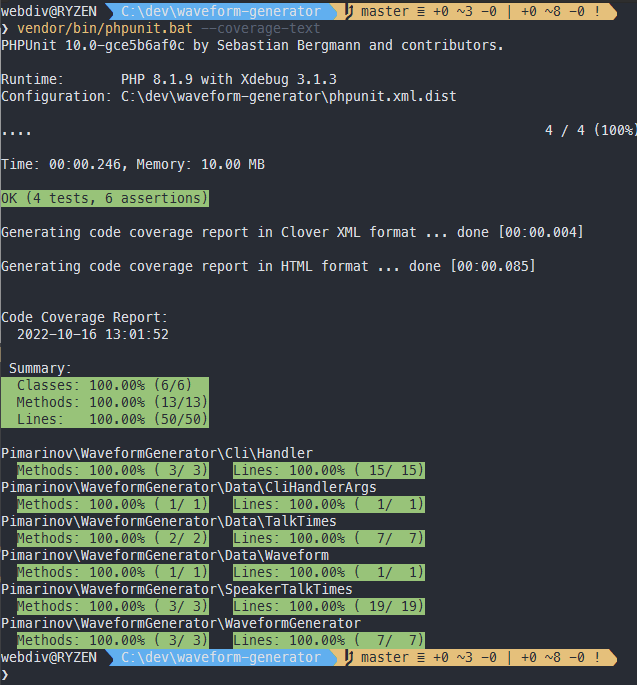 webdiv@RYZEN C:\dev\waveform-generator master ≡ +0 ~3 -0 | +0 ~8 -0 !
❯ vendor/bin/phpunit.bat --coverage-text
PHPUnit 10.0-gce5b6af0c by Sebastian Bergmann and contributors.
Runtime:       PHP 8.1.9 with Xdebug 3.1.3
Configuration: C:\dev\waveform-generator\phpunit.xml.dist
.... 4 / 4 (100%)
Time: 00:00.246, Memory: 10.00 MB
OK (4 tests, 6 assertions)
Generating code coverage report in Clover XML format ... done [00:00.004]
Generating code coverage report in HTML format ... done [00:00.085]
Code Coverage Report:
  2022-10-16 13:01:52
 Summary:
  Classes: 100.00% (6/6)
  Methods: 100.00% (13/13)
  Lines:   100.00% (50/50)
Pimarinov\WaveformGenerator\Cli\Handler
  Methods: 100.00% ( 3/ 3)   Lines: 100.00% ( 15/ 15)
Pimarinov\WaveformGenerator\Data\CliHandlerArgs
  Methods: 100.00% ( 1/ 1)   Lines: 100.00% (  1/  1)
Pimarinov\WaveformGenerator\Data\TalkTimes
  Methods: 100.00% ( 2/ 2)   Lines: 100.00% (  7/  7)
Pimarinov\WaveformGenerator\Data\Waveform
  Methods: 100.00% ( 1/ 1)   Lines: 100.00% (  1/  1)
Pimarinov\WaveformGenerator\SpeakerTalkTimes
  Methods: 100.00% ( 3/ 3)   Lines: 100.00% ( 19/ 19)
Pimarinov\WaveformGenerator\WaveformGenerator
  Methods: 100.00% ( 3/ 3)   Lines: 100.00% (  7/  7)
webdiv@RYZEN C:\dev\waveform-generator master ≡ +0 ~3 -0 | +0 ~8 -0 !
❯